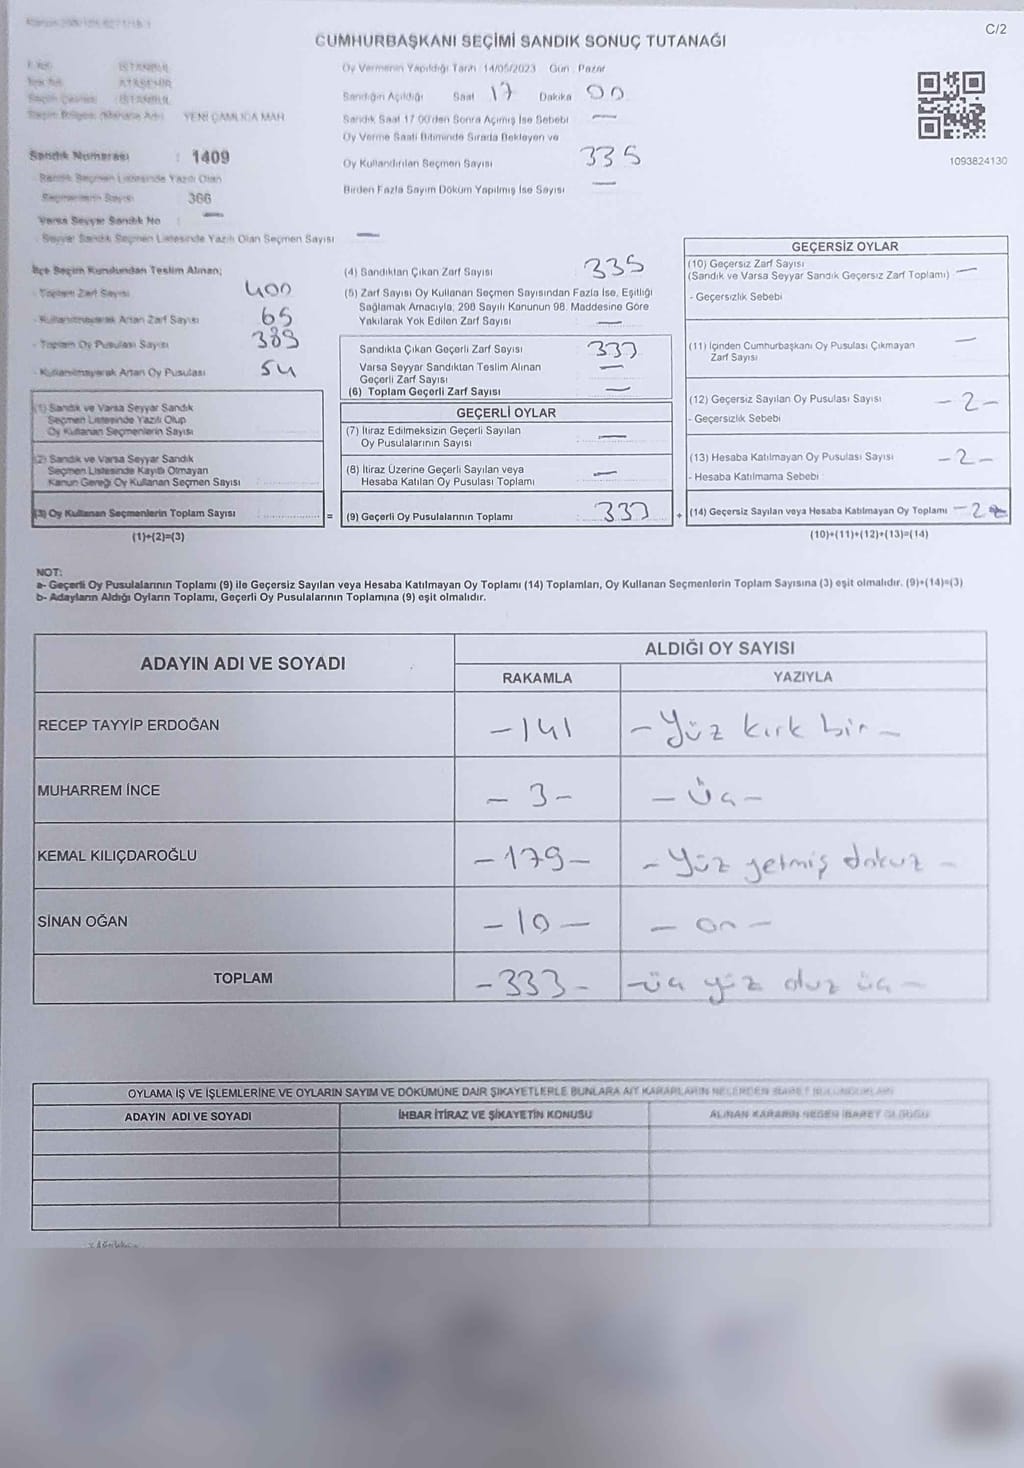 C/2
CUMHURBAŞKANI SEÇİMİ SANDIK SONUÇ TUTANAĞI
İSTANBUL
ATAŞEHİR
İSTANBUL
YENİ ÇAMLICA MAH.
Sandık Numarası : 1409
Sandık Seçmen Listesinde Yazılı Olan
Seçmenlerin Sayısı 366
Varsa Seyyar Sandık No : —
Seyyar Sandık Seçmen Listesinde Yazılı Olan Seçmen Sayısı —
Oy Vermenin Yapıldığı Tarih : 14/05/2023 Gün : Pazar
Sandığın Açıldığı Saat 17 Dakika 00
Sandık Saat 17:00'den Sonra Açılmış İse Sebebi —
Oy Verme Saati Bitiminde Sırada Bekleyen ve
Oy Kullandırılan Seçmen Sayısı 335
Birden Fazla Sayım Döküm Yapılmış İse Sayısı —
1093824130
İlçe Seçim Kurulundan Teslim Alınan;
- Toplam Zarf Sayısı 400
- Kullanılmayarak Artan Zarf Sayısı 65
- Toplam Oy Pusulası Sayısı 389
- Kullanılmayarak Artan Oy Pusulası 54
(1) Sandık ve Varsa Seyyar Sandık
Seçmen Listesinde Yazılı Olup
Oy Kullanan Seçmenlerin Sayısı
(2) Sandık ve Varsa Seyyar Sandık
Seçmen Listesinde Kayıtlı Olmayan
Kanun Gereği Oy Kullanan Seçmen Sayısı
(3) Oy Kullanan Seçmenlerin Toplam Sayısı
(1)+(2)=(3)
(4) Sandıktan Çıkan Zarf Sayısı 335
(5) Zarf Sayısı Oy Kullanan Seçmen Sayısından Fazla İse, Eşitliği
Sağlamak Amacıyla, 298 Sayılı Kanunun 98. Maddesine Göre
Yakılarak Yok Edilen Zarf Sayısı —
Sandıkta Çıkan Geçerli Zarf Sayısı 333
Varsa Seyyar Sandıktan Teslim Alınan
Geçerli Zarf Sayısı —
(6) Toplam Geçerli Zarf Sayısı —
GEÇERLİ OYLAR
(7) İtiraz Edilmeksizin Geçerli Sayılan
Oy Pusulalarının Sayısı —
(8) İtiraz Üzerine Geçerli Sayılan veya
Hesaba Katılan Oy Pusulası Toplamı —
= (9) Geçerli Oy Pusulalarının Toplamı 333 +
GEÇERSİZ OYLAR
(10) Geçersiz Zarf Sayısı
(Sandık ve Varsa Seyyar Sandık Geçersiz Zarf Toplamı) —
- Geçersizlik Sebebi
(11) İçinden Cumhurbaşkanı Oy Pusulası Çıkmayan
Zarf Sayısı —
(12) Geçersiz Sayılan Oy Pusulası Sayısı - 2 -
- Geçersizlik Sebebi
(13) Hesaba Katılmayan Oy Pusulası Sayısı - 2 -
- Hesaba Katılmama Sebebi
(14) Geçersiz Sayılan veya Hesaba Katılmayan Oy Toplamı - 2
(10)+(11)+(12)+(13)=(14)
NOT:
a- Geçerli Oy Pusulalarının Toplamı (9) ile Geçersiz Sayılan veya Hesaba Katılmayan Oy Toplamı (14) Toplamları, Oy Kullanan Seçmenlerin Toplam Sayısına (3) eşit olmalıdır. (9)+(14)=(3)
b- Adayların Aldığı Oyların Toplamı, Geçerli Oy Pusulalarının Toplamına (9) eşit olmalıdır.
ADAYIN ADI VE SOYADI
ALDIĞI OY SAYISI
RAKAMLA YAZIYLA
RECEP TAYYİP ERDOĞAN - 141 - Yüz kırk bir -
MUHARREM İNCE - 3 - - üç -
KEMAL KILIÇDAROĞLU - 179 - - Yüz yetmiş dokuz -
SİNAN OĞAN - 10 - - on -
TOPLAM - 333 - - üç yüz otuz üç -
OYLAMA İŞ VE İŞLEMLERİNE VE OYLARIN SAYIM VE DÖKÜMÜNE DAİR ŞİKAYETLERLE BUNLARA AİT KARARLARIN NELERDEN İBARET BULUNDUKLARI
ADAYIN ADI VE SOYADI İHBAR İTİRAZ VE ŞİKAYETİN KONUSU ALINAN KARARIN NEDEN İBARET OLDUĞU